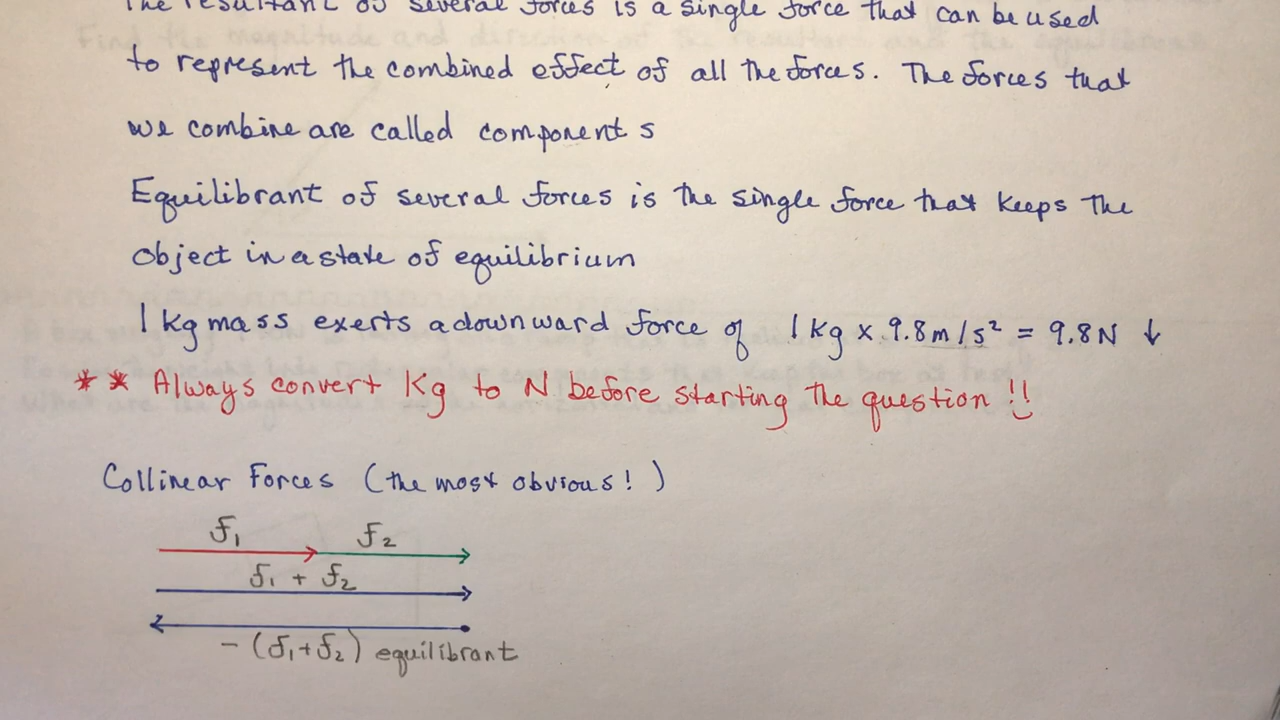 The resultant of several forces is a single force that can be used
to represent the combined effect of all the forces. The forces that
we combine are called components
Equilibrant of several forces is the single force that keeps the
object in a state of equilibrium
1 kg mass exerts a downward force of 1 kg x 9.8 m/s² = 9.8 N ↓
** Always convert Kg to N before starting the question !!
Collinear Forces (the most obvious! )
f₁ f₂
f₁ + f₂
- (f₁+f₂) equilibrant